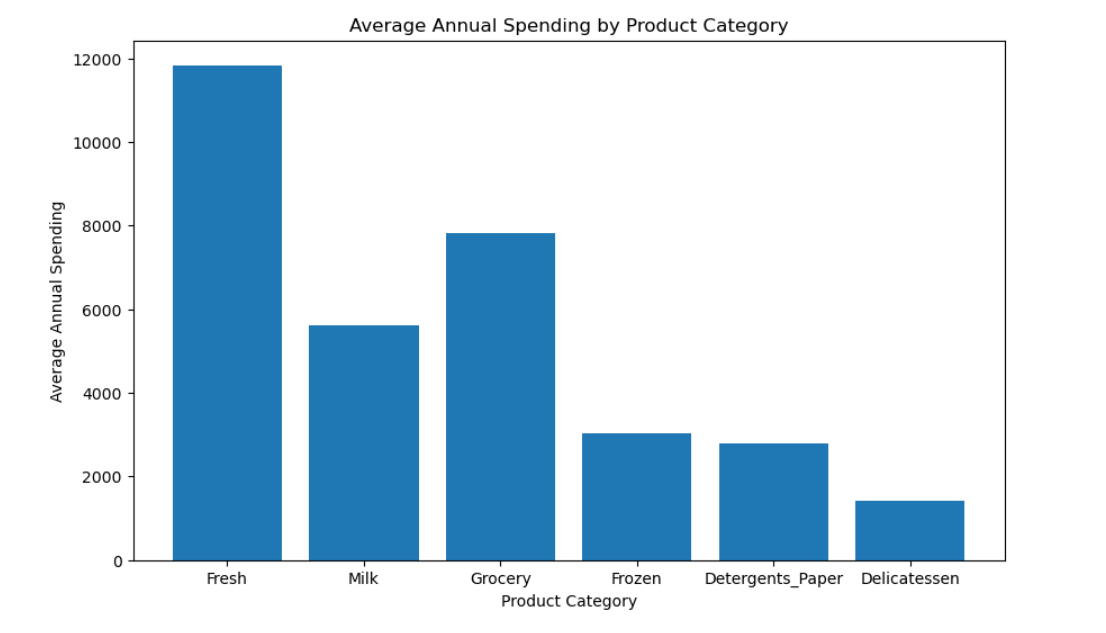 Average Annual Spending by Product Category
12000
10000
8000
6000
4000
2000
0
Average Annual Spending
Fresh Milk Grocery Frozen Detergents_Paper Delicatessen
Product Category